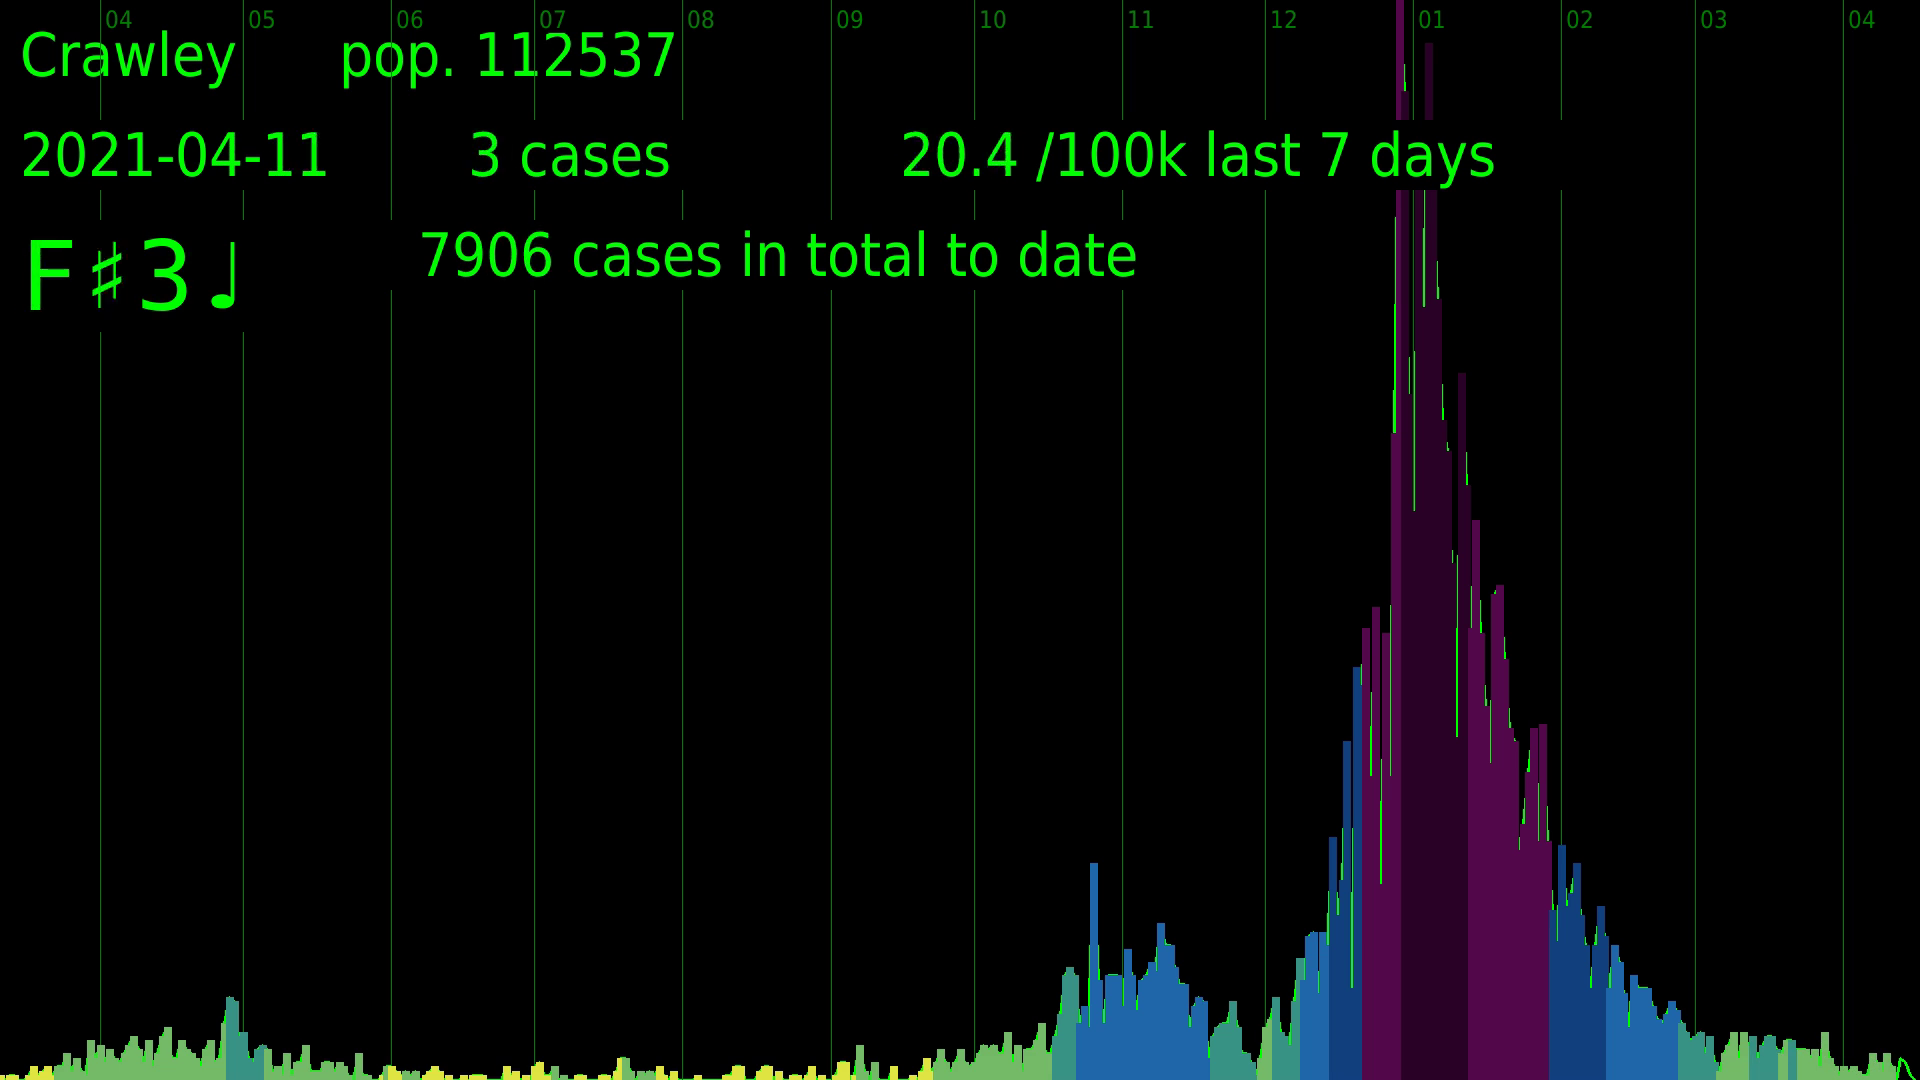 04 05 06 07 08 09 10 11 12 01 02 03 04
Crawley pop. 112537
2021-04-11 3 cases 20.4 /100k last 7 days
F♯3♩ 7906 cases in total to date